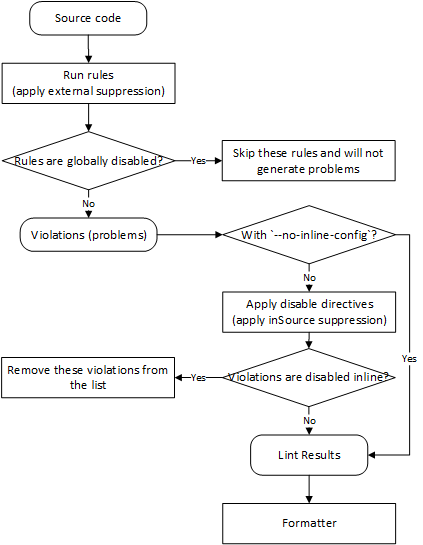 Source code
Run rules
(apply external suppression)
Rules are globally disabled?
Yes
Skip these rules and will not
generate problems
No
Violations (problems)
With `--no-inline-config`?
No
Apply disable directives
(apply inSource suppression)
Yes
Remove these violations from
the list
Yes
Violations are disabled inline?
No
Lint Results
Formatter